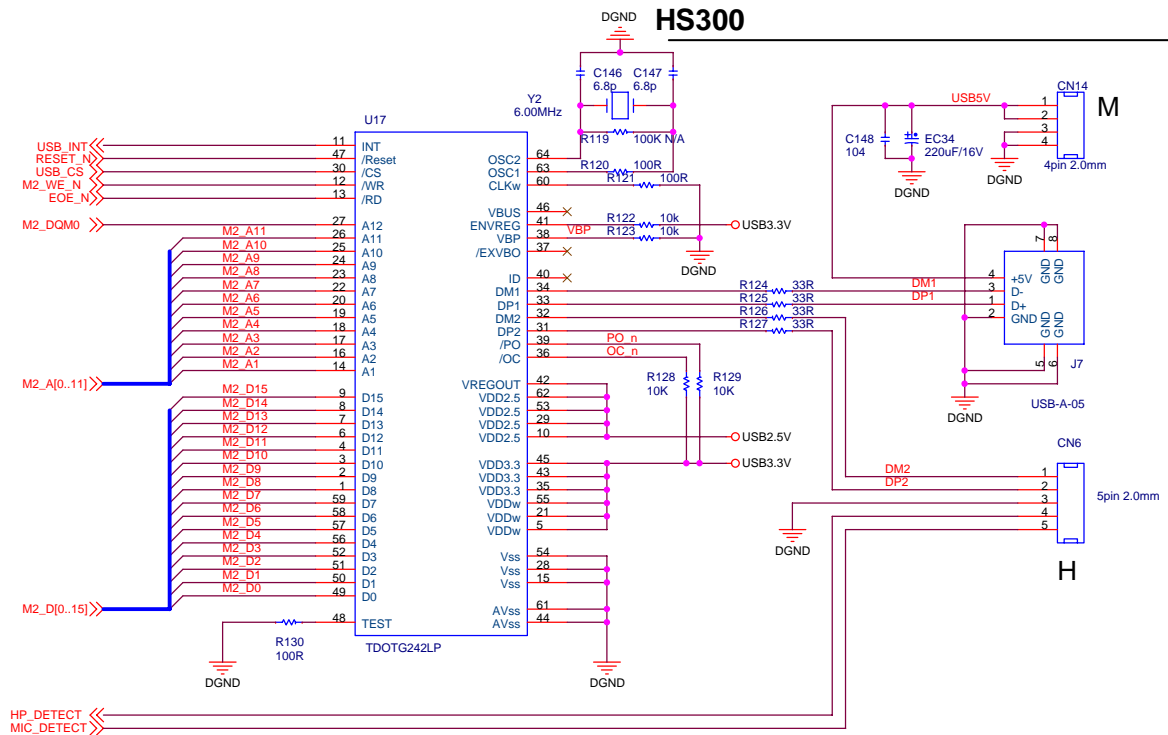 HS300
DGND
C146
6.8p
C147
6.8p
Y2
6.00MHz
R119
100K N/A
R120
100R
R121
100R
U17
USB_INT
RESET_N
USB_CS
M2_WE_N
EOE_N
M2_DQM0
M2_A11
M2_A10
M2_A9
M2_A8
M2_A7
M2_A6
M2_A5
M2_A4
M2_A3
M2_A2
M2_A1
M2_A[0..11]
M2_D15
M2_D14
M2_D13
M2_D12
M2_D11
M2_D10
M2_D9
M2_D8
M2_D7
M2_D6
M2_D5
M2_D4
M2_D3
M2_D2
M2_D1
M2_D0
M2_D[0..15]
11 INT
47 /Reset
30 /CS
12 /WR
13 /RD
27 A12
26 A11
25 A10
24 A9
23 A8
22 A7
20 A6
19 A5
18 A4
17 A3
16 A2
14 A1
9 D15
8 D14
7 D13
6 D12
4 D11
3 D10
2 D9
1 D8
59 D7
58 D6
57 D5
56 D4
52 D3
51 D2
50 D1
49 D0
48 TEST
OSC2 64
OSC1 63
CLKw 60
VBUS 46
ENVREG 41
VBP 38
/EXVBO 37
ID 40
DM1 34
DP1 33
DM2 32
DP2 31
/PO 39
/OC 36
VREGOUT 42
VDD2.5 62
VDD2.5 53
VDD2.5 29
VDD2.5 10
VDD3.3 45
VDD3.3 43
VDD3.3 35
VDDw 55
VDDw 21
VDDw 5
Vss 54
Vss 28
Vss 15
AVss 61
AVss 44
TDOTG242LP
R130
100R
DGND
DGND
R122 10k
R123 10k
VBP
USB3.3V
DGND
R124 33R
R125 33R
R126 33R
R127 33R
DM1
DP1
PO_n
OC_n
R128
10K
R129
10K
USB2.5V
USB3.3V
USB5V
C148
104
EC34
220uF/16V
DGND
DGND
CN14
1
2
3
4
M
4pin 2.0mm
7
8
GND
GND
4 +5V
3 D-
1 D+
2 GND
GND
GND
5
6
J7
USB-A-05
DGND
CN6
DM2
DP2
1
2
3
4
5
5pin 2.0mm
H
DGND
HP_DETECT
MIC_DETECT